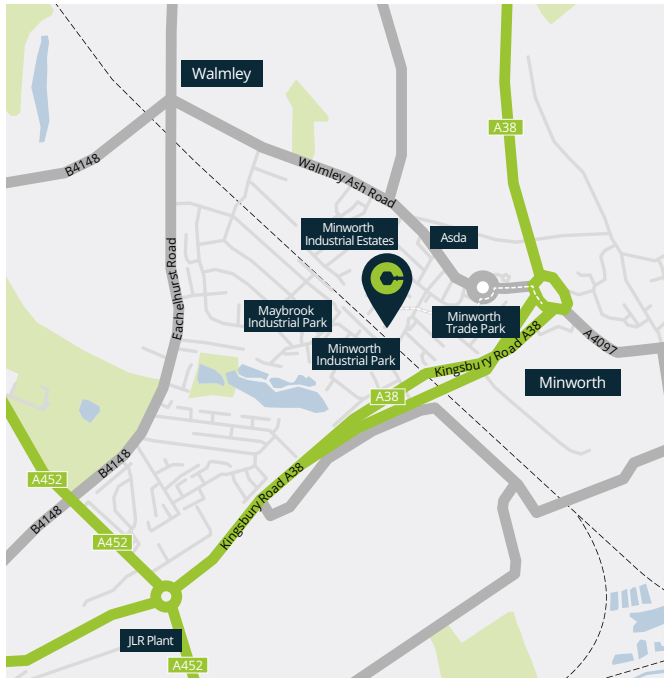 Walmley
A38
B4148
Walmley Ash Road
Minworth
Industrial Estates
Asda
Eachelhurst Road
Maybrook
Industrial Park
Minworth
Trade Park
Minworth
Industrial Park
Kingsbury Road A38
A4097
Minworth
A38
B4148
A452
Kingsbury Road A38
B4148
A452
JLR Plant
A452